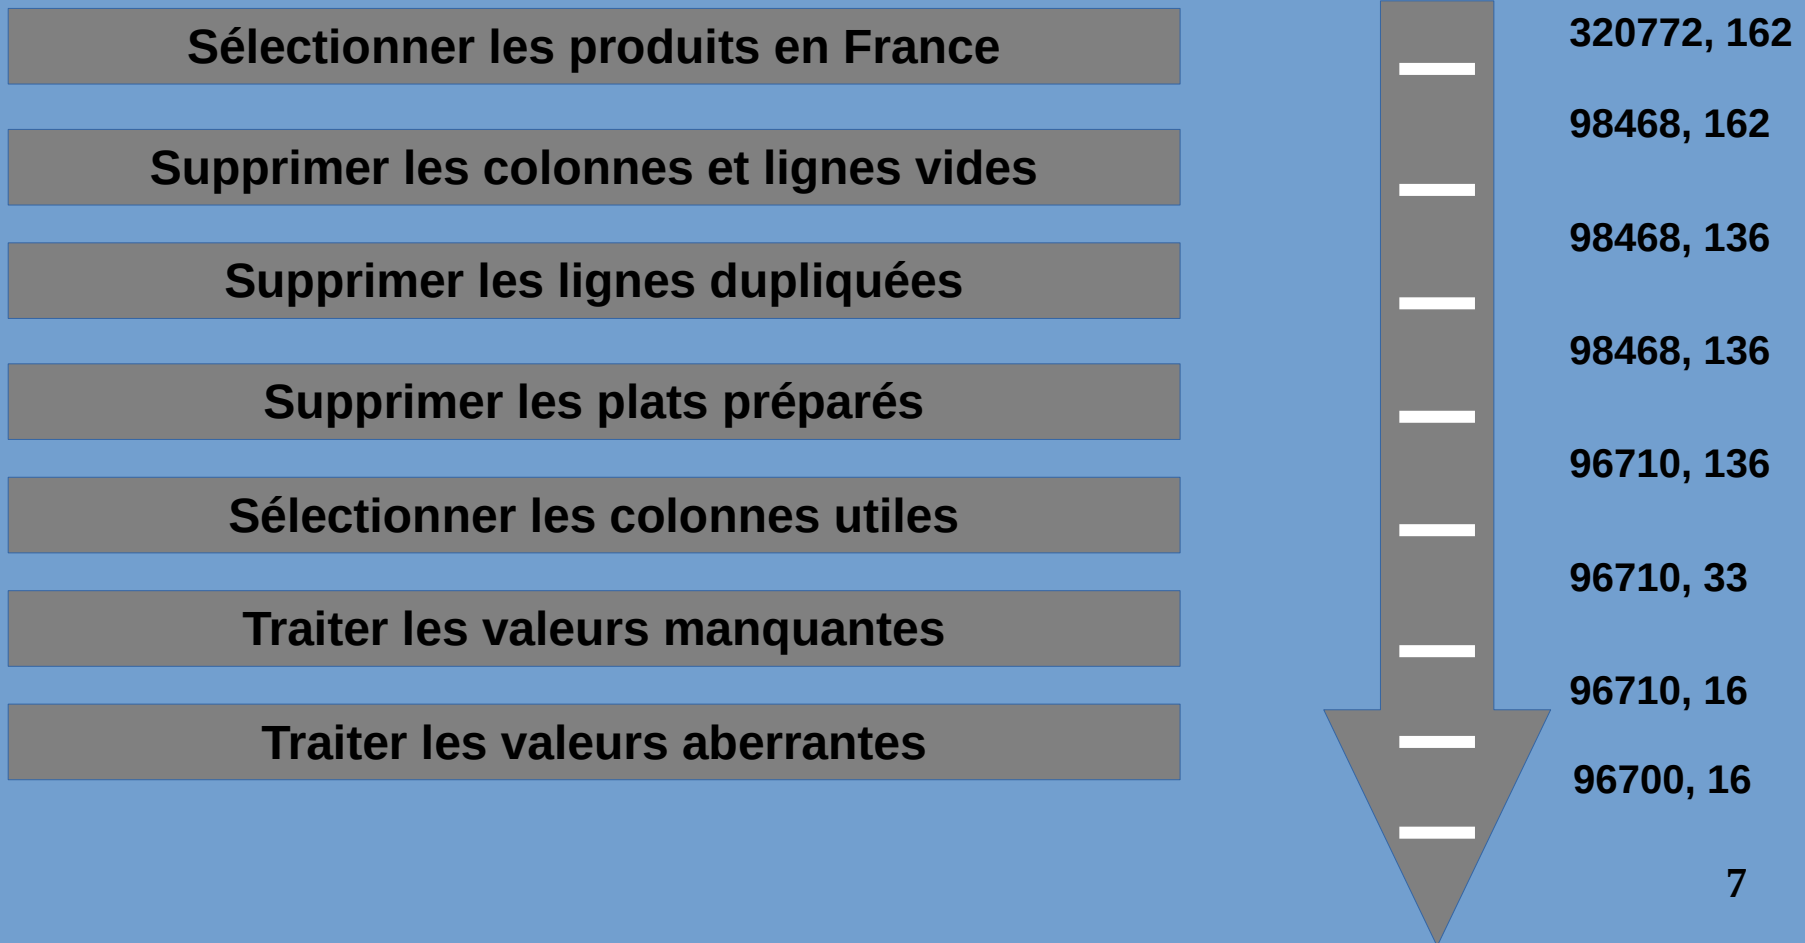 Sélectionner les produits en France
320772, 162
98468, 162
Supprimer les colonnes et lignes vides
98468, 136
Supprimer les lignes dupliquées
98468, 136
Supprimer les plats préparés
96710, 136
Sélectionner les colonnes utiles
96710, 33
Traiter les valeurs manquantes
96710, 16
Traiter les valeurs aberrantes
96700, 16
7